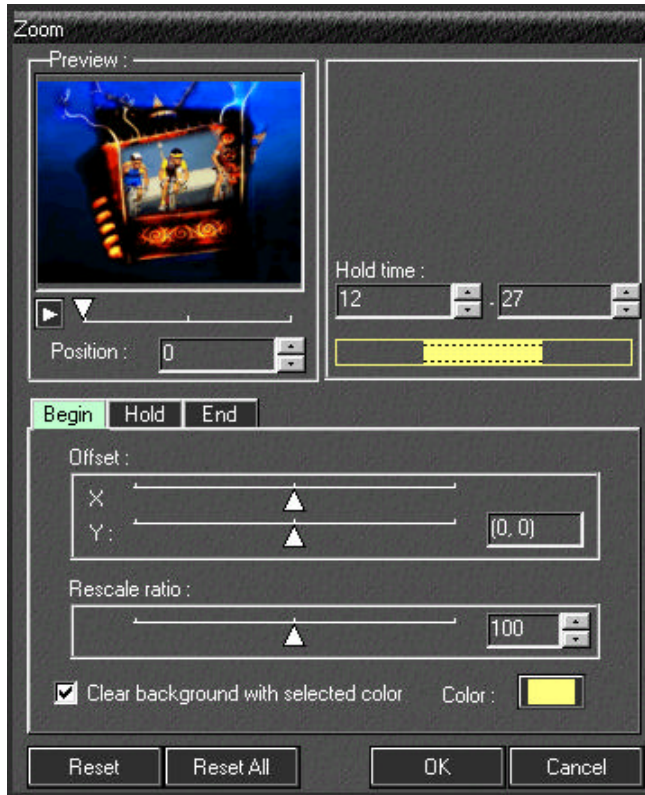 Zoom
Preview :
Hold time :
12 - 27
Position : 0
Begin Hold End
Offset :
X
Y :
(0, 0)
Rescale ratio :
100
Clear background with selected color Color :
Reset Reset All OK Cancel